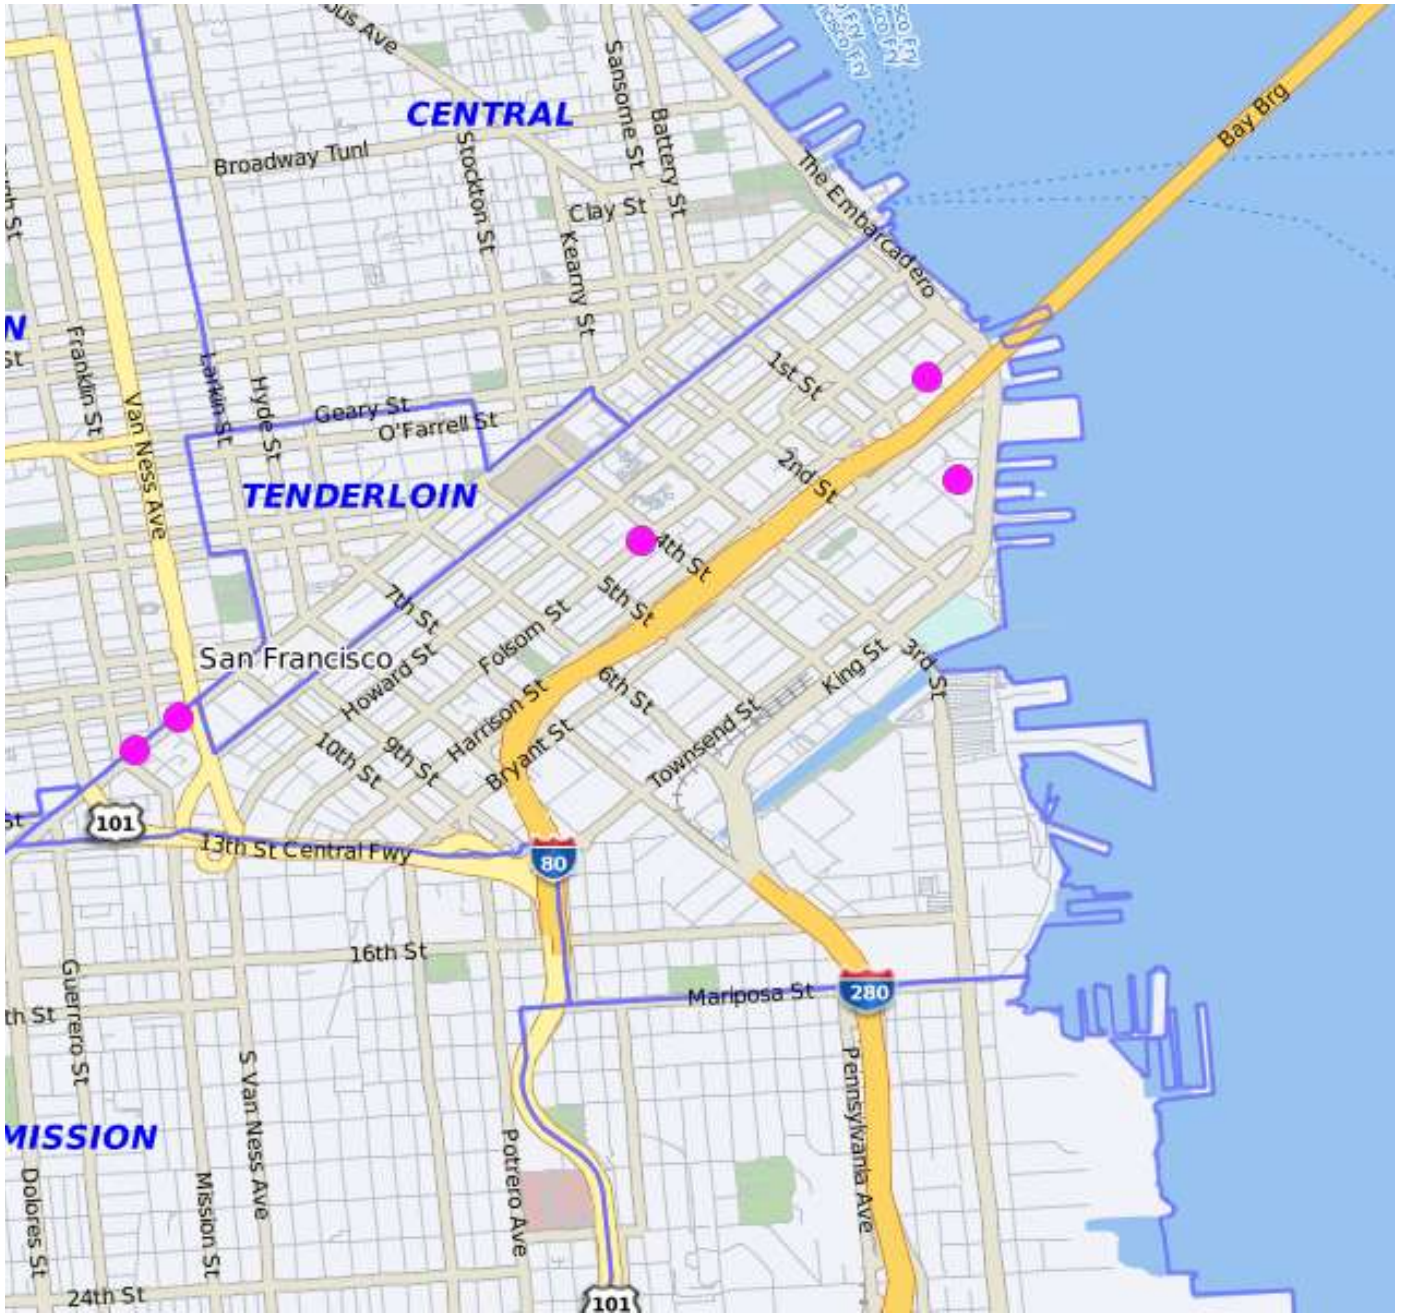 CENTRAL
Sansome St
Battery St
Broadway Tunl
Stockton St
Clay St
Kearny St
The Embarcadero
Bay Brg
N
St
Franklin St
Larkin St
Hyde St
Van Ness Ave
Geary St
O'Farrell St
1st St
TENDERLOIN
2nd St
4th St
5th St
7th St
Folsom St
San Francisco
Howard St
Harrison St
6th St
King St
3rd St
Townsend St
10th St
9th St
Bryant St
St
101
13th St Central Fwy
80
16th St
Mariposa St
280
Guerrero St
th St
S Van Ness Ave
Pennsylvania Ave
MISSION
Potrero Ave
Dolores St
Mission St
24th St
101